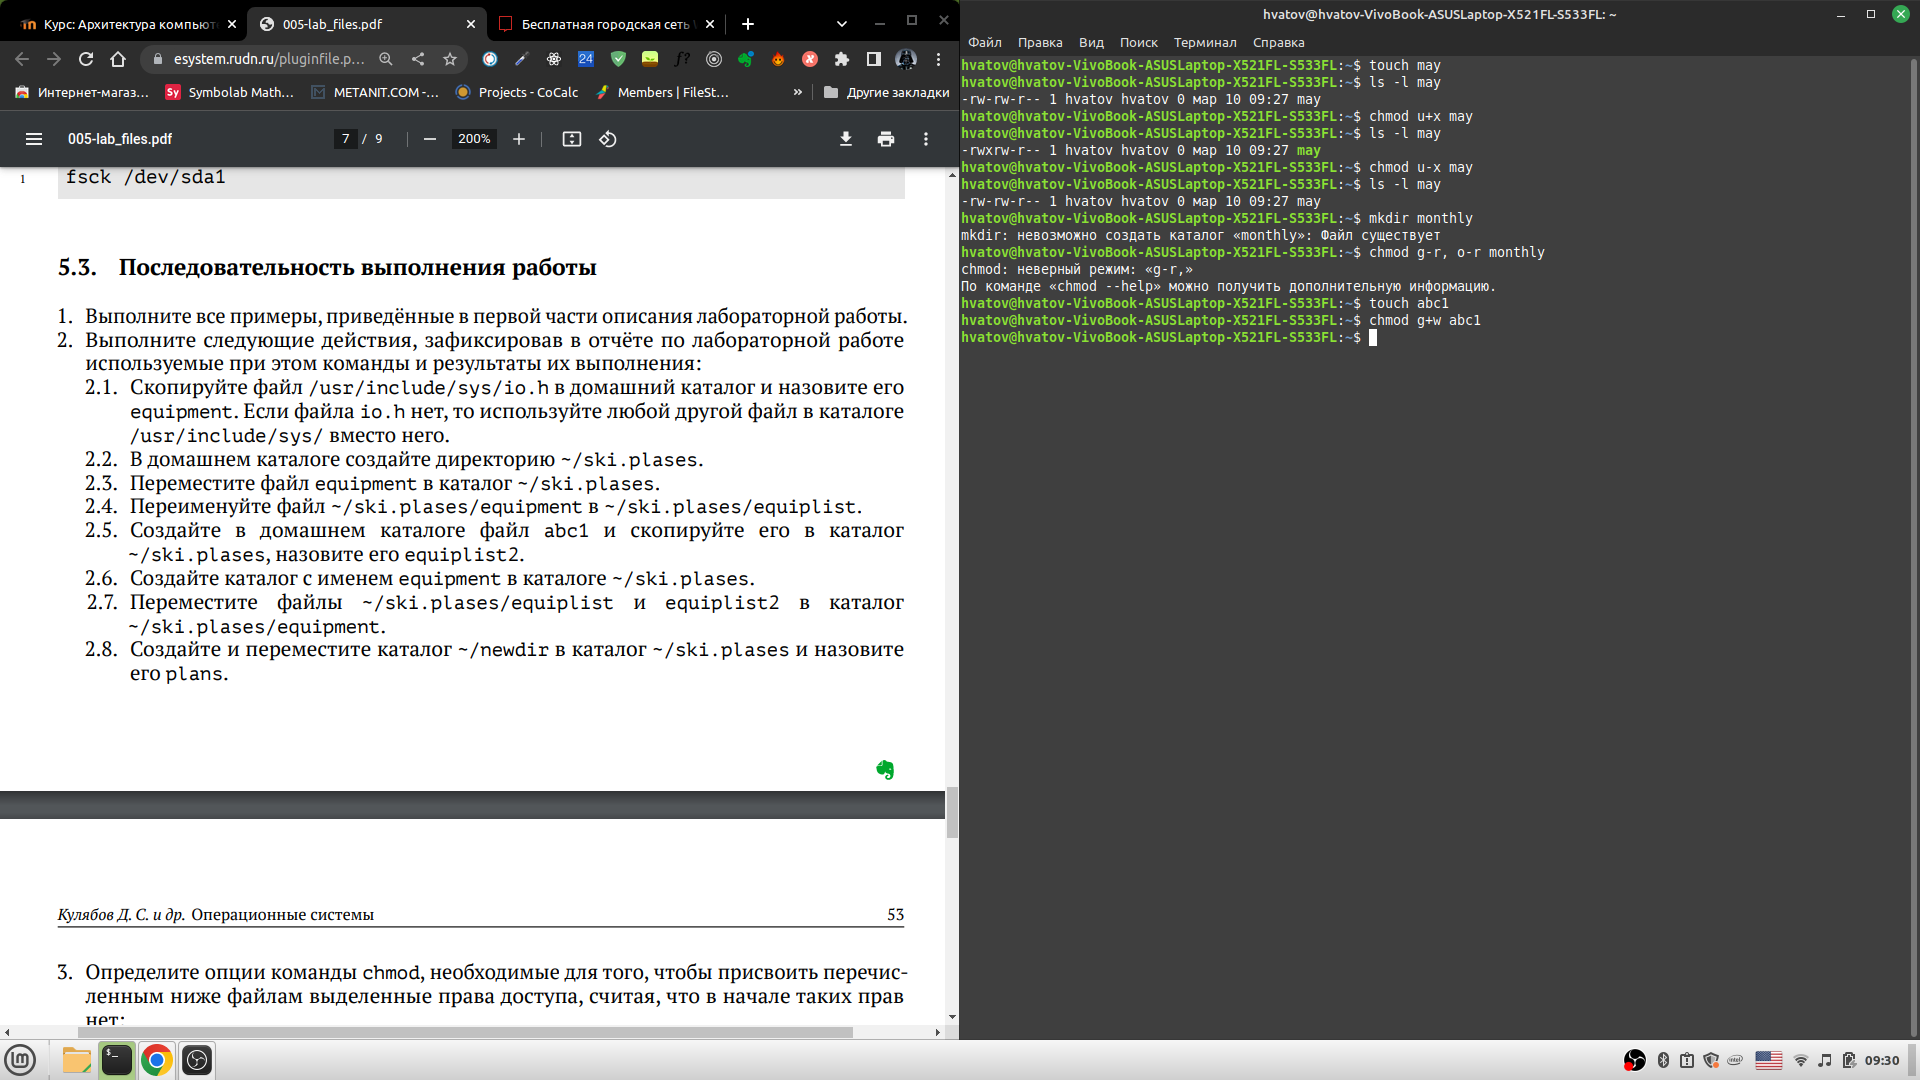 Курс: Архитектура компьют
005-lab_files.pdf
Бесплатная городская сеть
esystem.rudn.ru/pluginfile.p...
24
Интернет-магаз...
Sy Symbolab Math...
METANIT.COM -...
Projects - CoCalc
Members | FileSt...
»
Другие закладки
005-lab_files.pdf
7 / 9
200%
1
fsck /dev/sda1
5.3. Последовательность выполнения работы
1. Выполните все примеры, приведённые в первой части описания лабораторной работы.
2. Выполните следующие действия, зафиксировав в отчёте по лабораторной работе
используемые при этом команды и результаты их выполнения:
2.1. Скопируйте файл /usr/include/sys/io.h в домашний каталог и назовите его
equipment. Если файла io.h нет, то используйте любой другой файл в каталоге
/usr/include/sys/ вместо него.
2.2. В домашнем каталоге создайте директорию ~/ski.plases.
2.3. Переместите файл equipment в каталог ~/ski.plases.
2.4. Переименуйте файл ~/ski.plases/equipment в ~/ski.plases/equiplist.
2.5. Создайте в домашнем каталоге файл abc1 и скопируйте его в каталог
~/ski.plases, назовите его equiplist2.
2.6. Создайте каталог с именем equipment в каталоге ~/ski.plases.
2.7. Переместите файлы ~/ski.plases/equiplist и equiplist2 в каталог
~/ski.plases/equipment.
2.8. Создайте и переместите каталог ~/newdir в каталог ~/ski.plases и назовите
его plans.
Кулябов Д. С. и др. Операционные системы
53
3. Определите опции команды chmod, необходимые для того, чтобы присвоить перечис-
ленным ниже файлам выделенные права доступа, считая, что в начале таких прав
нет:
hvatov@hvatov-VivoBook-ASUSLaptop-X521FL-S533FL: ~
Файл Правка Вид Поиск Терминал Справка
hvatov@hvatov-VivoBook-ASUSLaptop-X521FL-S533FL:~$ touch may
hvatov@hvatov-VivoBook-ASUSLaptop-X521FL-S533FL:~$ ls -l may
-rw-rw-r-- 1 hvatov hvatov 0 мар 10 09:27 may
hvatov@hvatov-VivoBook-ASUSLaptop-X521FL-S533FL:~$ chmod u+x may
hvatov@hvatov-VivoBook-ASUSLaptop-X521FL-S533FL:~$ ls -l may
-rwxrw-r-- 1 hvatov hvatov 0 мар 10 09:27 may
hvatov@hvatov-VivoBook-ASUSLaptop-X521FL-S533FL:~$ chmod u-x may
hvatov@hvatov-VivoBook-ASUSLaptop-X521FL-S533FL:~$ ls -l may
-rw-rw-r-- 1 hvatov hvatov 0 мар 10 09:27 may
hvatov@hvatov-VivoBook-ASUSLaptop-X521FL-S533FL:~$ mkdir monthly
mkdir: невозможно создать каталог «monthly»: Файл существует
hvatov@hvatov-VivoBook-ASUSLaptop-X521FL-S533FL:~$ chmod g-r, o-r monthly
chmod: неверный режим: «g-r,»
По команде «chmod --help» можно получить дополнительную информацию.
hvatov@hvatov-VivoBook-ASUSLaptop-X521FL-S533FL:~$ touch abc1
hvatov@hvatov-VivoBook-ASUSLaptop-X521FL-S533FL:~$ chmod g+w abc1
hvatov@hvatov-VivoBook-ASUSLaptop-X521FL-S533FL:~$
09:30